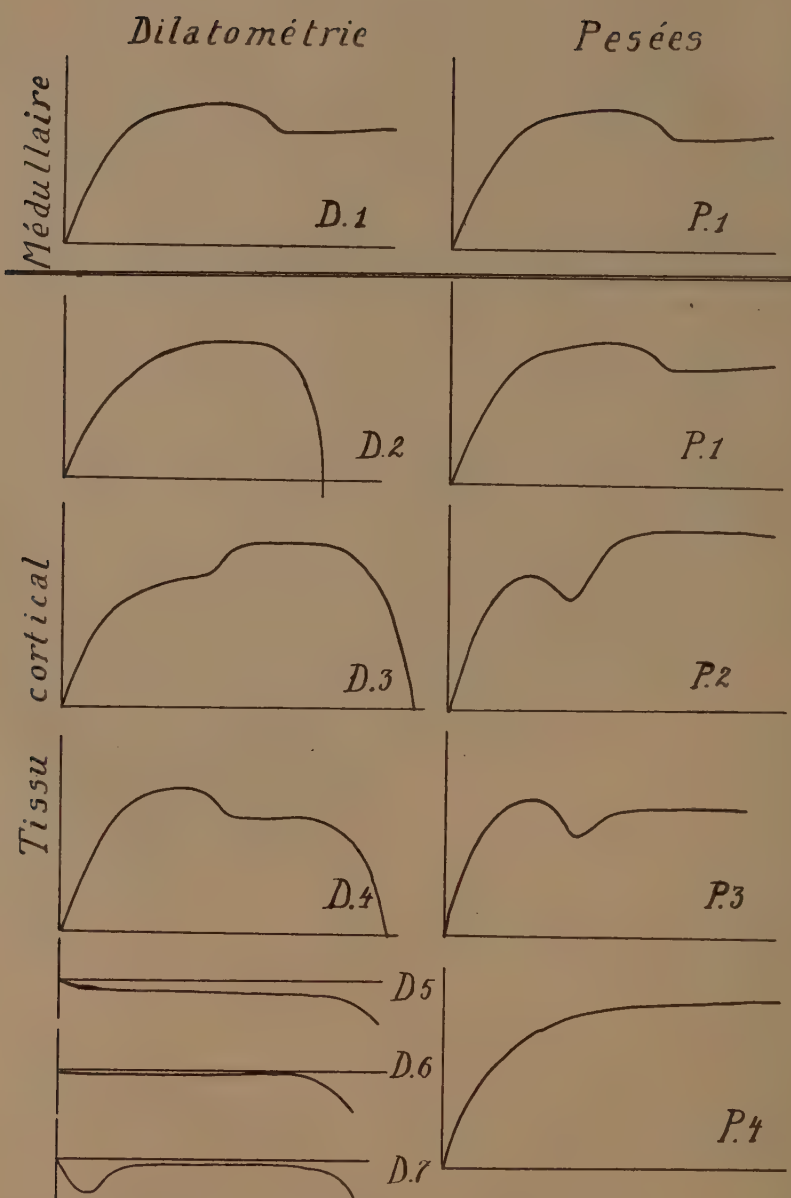 Dilatométrie Pesées
Médullaire
D.1 P.1
Tissu cortical
D.2 P.1
D.3 P.2
D.4 P.3
D5
D.6
P.4
D.7